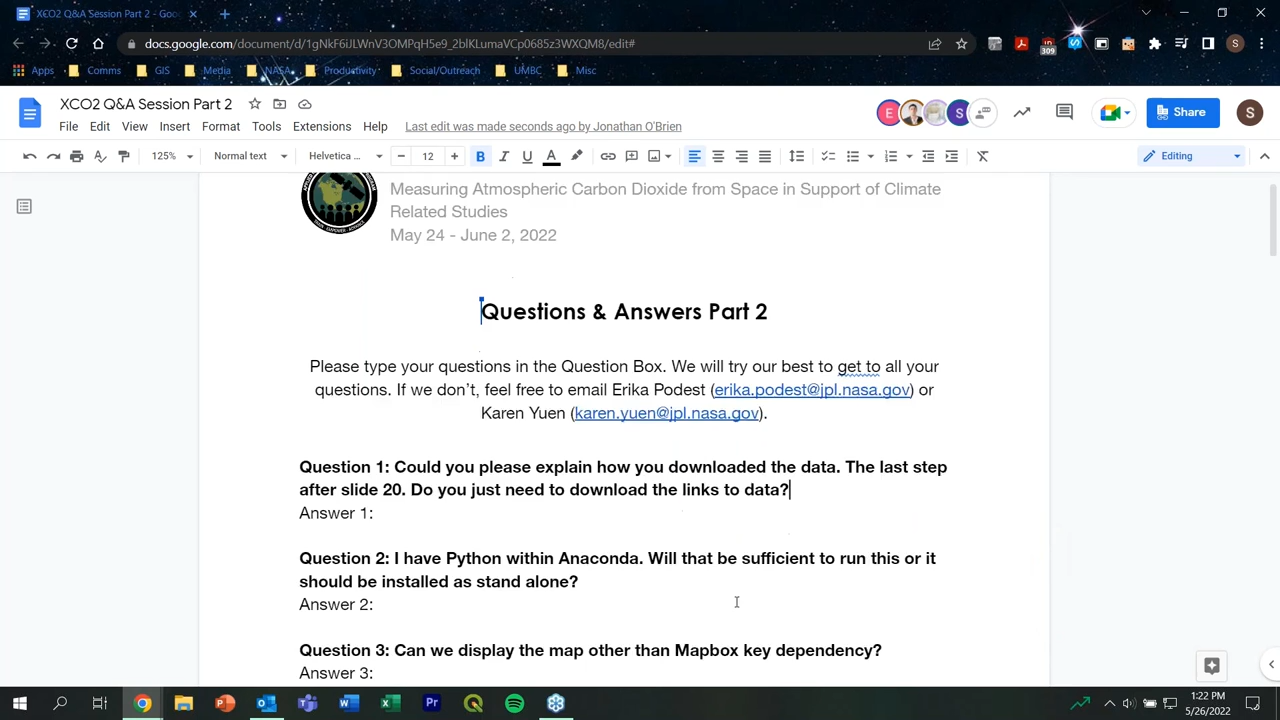 XCO2 Q&A Session Part 2 - Goo
docs.google.com/document/d/1gNkF6iJLWnV3OMPqH5e9_2blKLumaVCp0685z3WXQM8/edit#
309
S
Apps
Comms
GIS
Media
NASA
Productivity
Social/Outreach
UMBC
Misc
XCO2 Q&A Session Part 2
E
S
Share
S
File Edit View Insert Format Tools Extensions Help Last edit was made seconds ago by Jonathan O'Brien
125% Normal text Helvetica ... 12 B I U A Editing
Measuring Atmospheric Carbon Dioxide from Space in Support of Climate
Related Studies
May 24 - June 2, 2022
Questions & Answers Part 2
Please type your questions in the Question Box. We will try our best to get to all your
questions. If we don't, feel free to email Erika Podest (erika.podest@jpl.nasa.gov) or
Karen Yuen (karen.yuen@jpl.nasa.gov).
Question 1: Could you please explain how you downloaded the data. The last step
after slide 20. Do you just need to download the links to data?
Answer 1:
Question 2: I have Python within Anaconda. Will that be sufficient to run this or it
should be installed as stand alone?
Answer 2:
Question 3: Can we display the map other than Mapbox key dependency?
Answer 3:
1:22 PM
5/26/2022